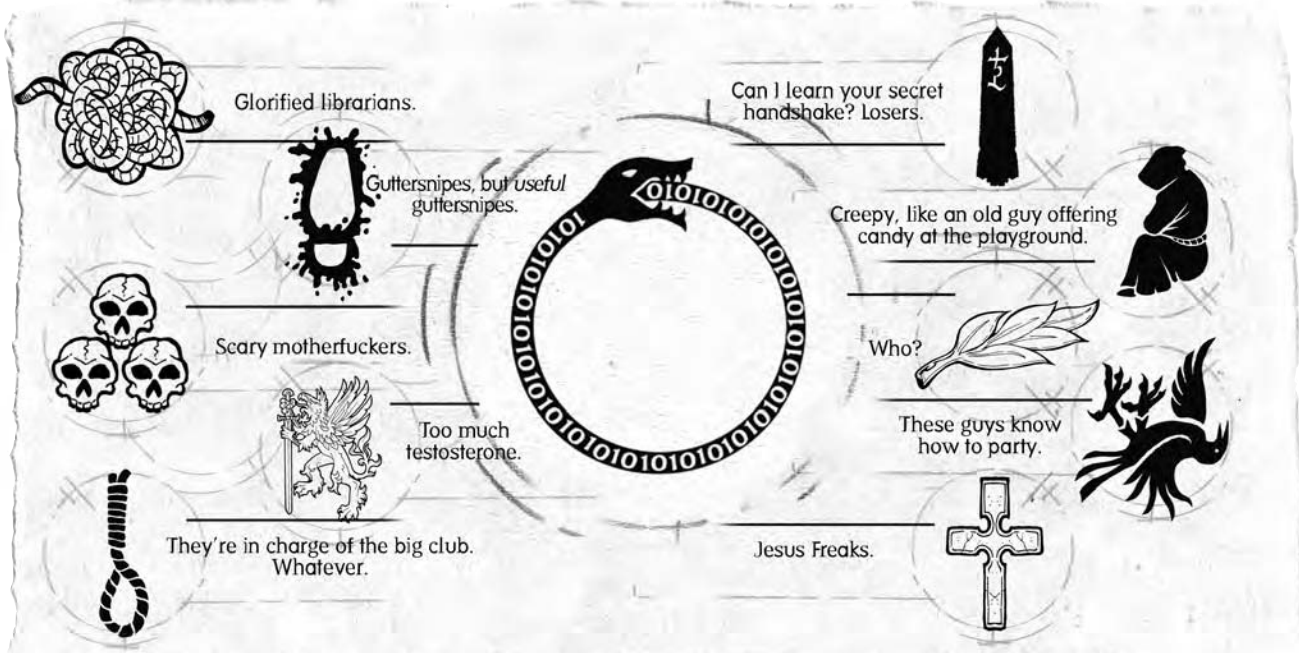 Glorified librarians.
Guttersnipes, but useful
guttersnipes.
Scary motherfuckers.
Too much
testosterone.
They're in charge of the big club.
Whatever.
Can I learn your secret
handshake? Losers.
Creepy, like an old guy offering
candy at the playground.
Who?
These guys know
how to party.
Jesus Freaks.